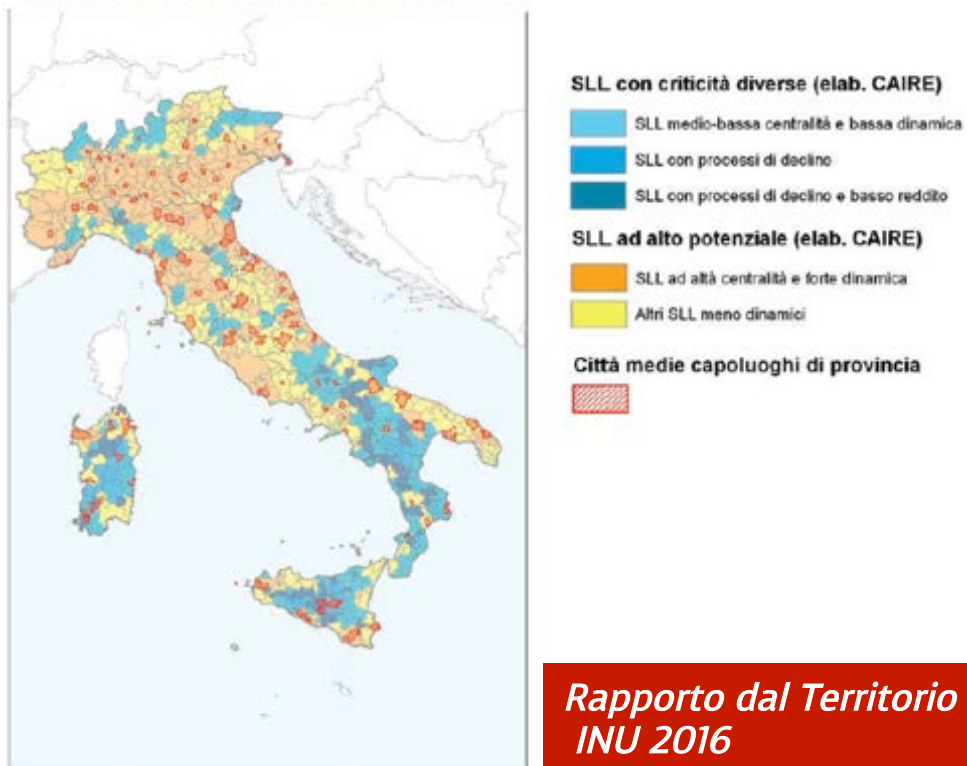 SLL con criticità diverse (elab. CAIRE)
SLL medio-bassa centralità e bassa dinamica
SLL con processi di declino
SLL con processi di declino e basso reddito
SLL ad alto potenziale (elab. CAIRE)
SLL ad altà centralità e forte dinamica
Altri SLL meno dinamici
Città medie capoluoghi di provincia
Rapporto dal Territorio
INU 2016